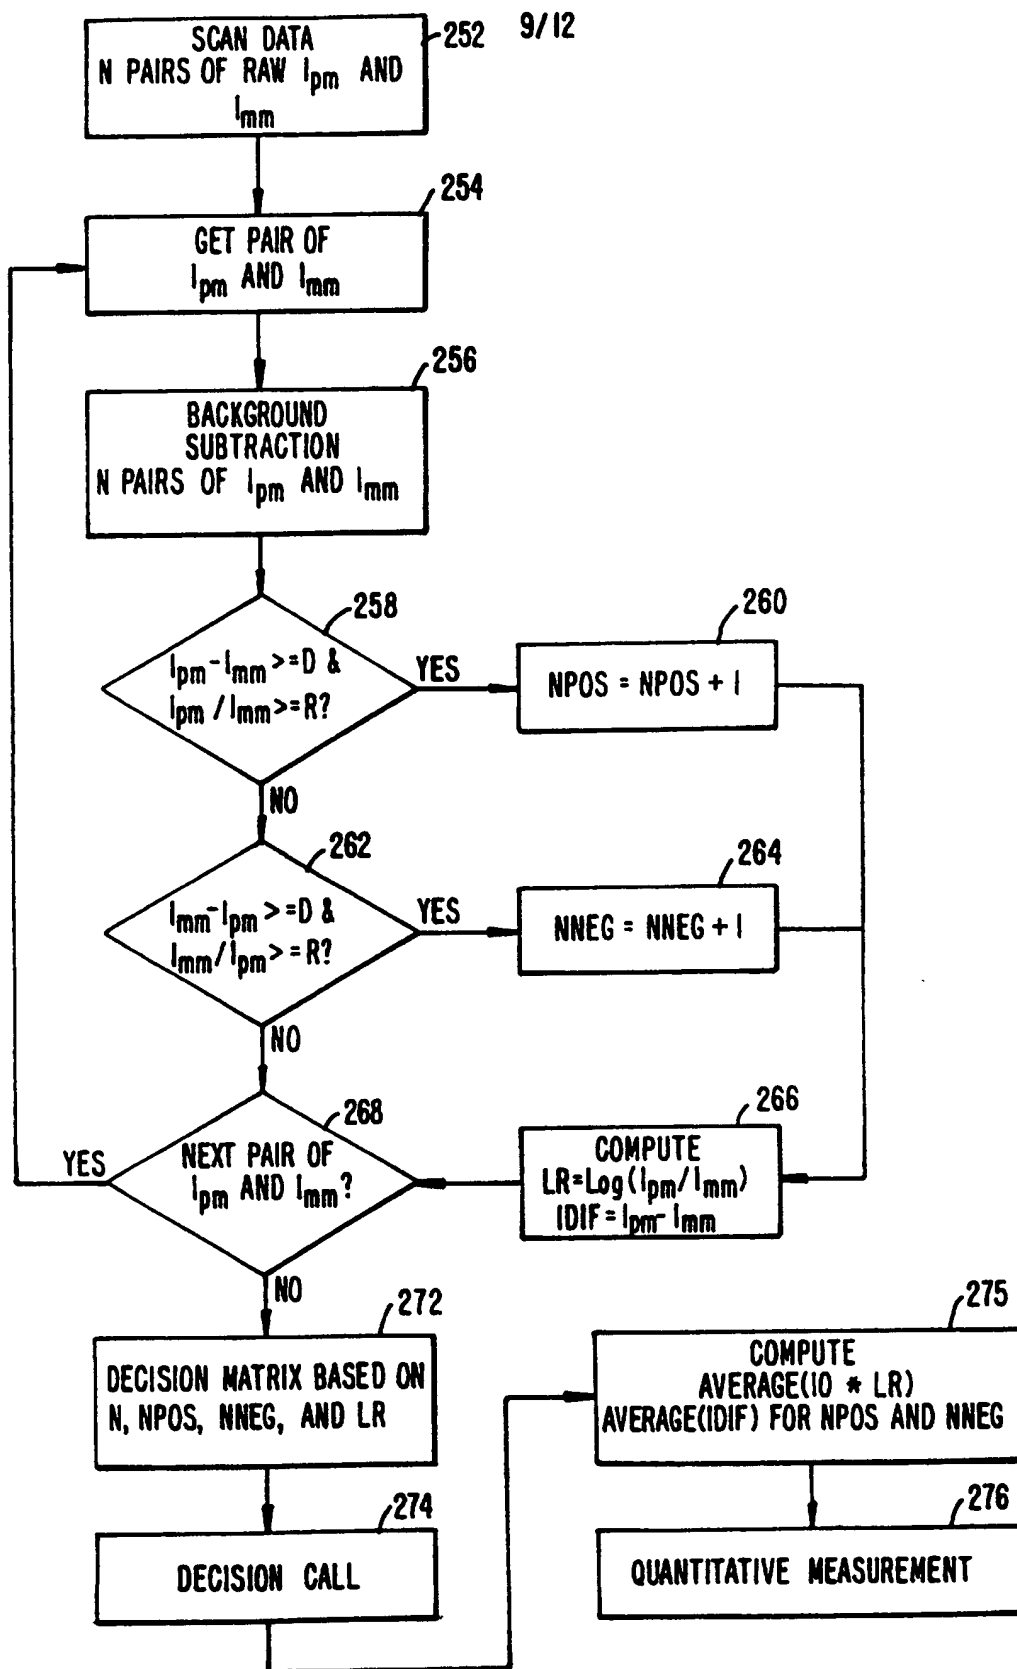 9/12
252
SCAN DATA
N PAIRS OF RAW Ipm AND
Imm
254
GET PAIR OF
Ipm AND Imm
256
BACKGROUND
SUBTRACTION
N PAIRS OF Ipm AND Imm
258
Ipm-Imm>=D &
Ipm/Imm>=R?
YES
260
NPOS = NPOS + 1
NO
262
Imm-Ipm>=D &
Imm/Ipm>=R?
YES
264
NNEG = NNEG + 1
NO
268
NEXT PAIR OF
Ipm AND Imm?
YES
266
COMPUTE
LR=Log(Ipm/Imm)
IDIF=Ipm-Imm
NO
272
DECISION MATRIX BASED ON
N, NPOS, NNEG, AND LR
274
DECISION CALL
275
COMPUTE
AVERAGE(10 * LR)
AVERAGE(IDIF) FOR NPOS AND NNEG
276
QUANTITATIVE MEASUREMENT